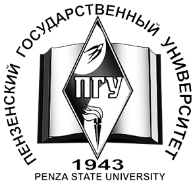 ПЕНЗЕНСКИЙ ГОСУДАРСТВЕННЫЙ УНИВЕРСИТЕТ
ПГУ
1943
PENZA STATE UNIVERSITY